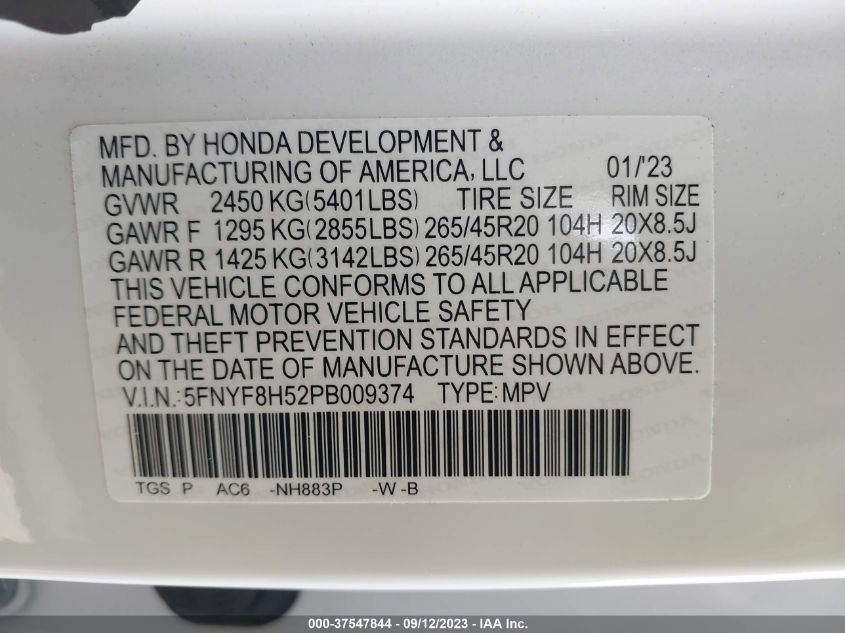 MFD. BY HONDA DEVELOPMENT &
MANUFACTURING OF AMERICA, LLC 01/'23
GVWR 2450 KG(5401LBS) TIRE SIZE RIM SIZE
GAWR F 1295 KG(2855LBS) 265/45R20 104H 20X8.5J
GAWR R 1425 KG(3142LBS) 265/45R20 104H 20X8.5J
THIS VEHICLE CONFORMS TO ALL APPLICABLE
FEDERAL MOTOR VEHICLE SAFETY
AND THEFT PREVENTION STANDARDS IN EFFECT
ON THE DATE OF MANUFACTURE SHOWN ABOVE.
V.I.N.:5FNYF8H52PB009374 TYPE:MPV
TGS P AC6 -NH883P -W -B
000-37547844 - 09/12/2023 - IAA Inc.